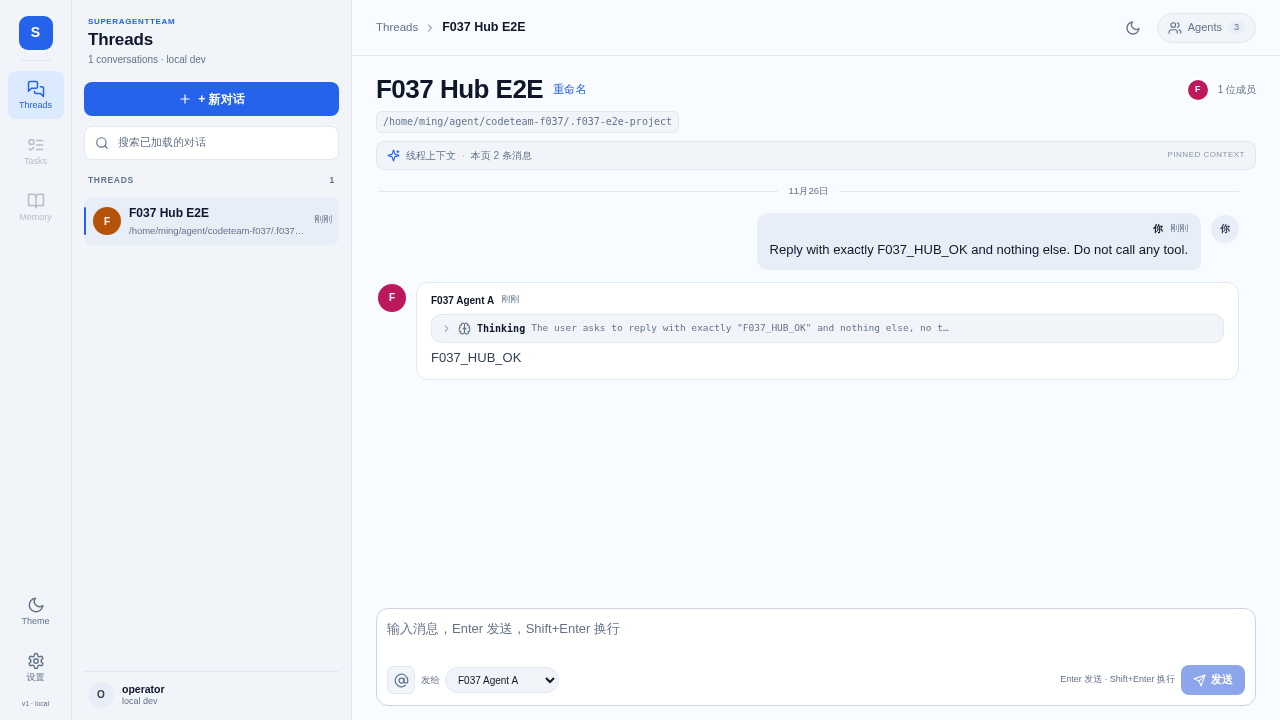 S
Threads
Tasks
Memory
Theme
设置
v1 · local
SUPERAGENTTEAM
Threads
1 conversations · local dev
+ 新对话
搜索已加载的对话
THREADS 1
F
F037 Hub E2E
刚刚
/home/ming/agent/codeteam-f037/.f037…
O
operator
local dev
Threads F037 Hub E2E
Agents 3
F037 Hub E2E 重命名
F 1 位成员
/home/ming/agent/codeteam-f037/.f037-e2e-project
线程上下文 · 本页 2 条消息
PINNED CONTEXT
11月26日
你 刚刚
你
Reply with exactly F037_HUB_OK and nothing else. Do not call any tool.
F
F037 Agent A 刚刚
Thinking The user asks to reply with exactly "F037_HUB_OK" and nothing else, no t…
F037_HUB_OK
输入消息，Enter 发送，Shift+Enter 换行
发给 F037 Agent A
Enter 发送 · Shift+Enter 换行
发送